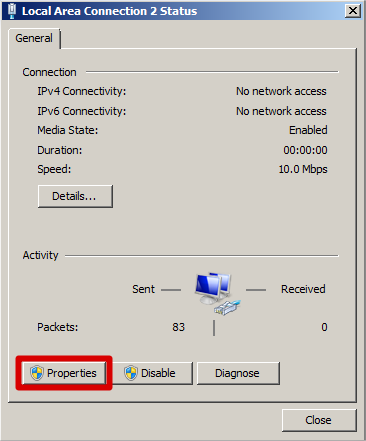 Local Area Connection 2 Status
General
Connection
IPv4 Connectivity: No network access
IPv6 Connectivity: No network access
Media State: Enabled
Duration: 00:00:00
Speed: 10.0 Mbps
Details...
Activity
Sent Received
Packets: 83 0
Properties Disable Diagnose
Close